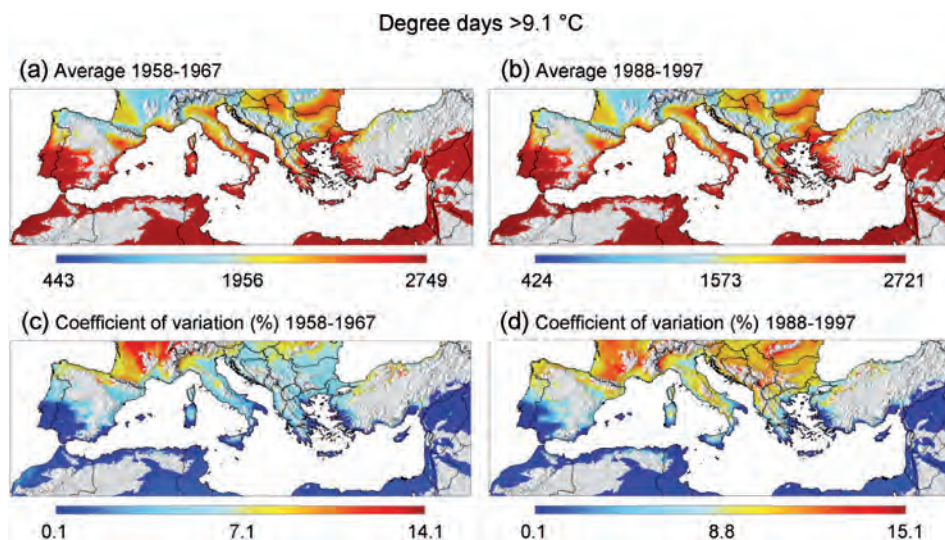 Degree days >9.1 °C
(a) Average 1958-1967
(b) Average 1988-1997
443 1956 2749
424 1573 2721
(c) Coefficient of variation (%) 1958-1967
(d) Coefficient of variation (%) 1988-1997
0.1 7.1 14.1
0.1 8.8 15.1